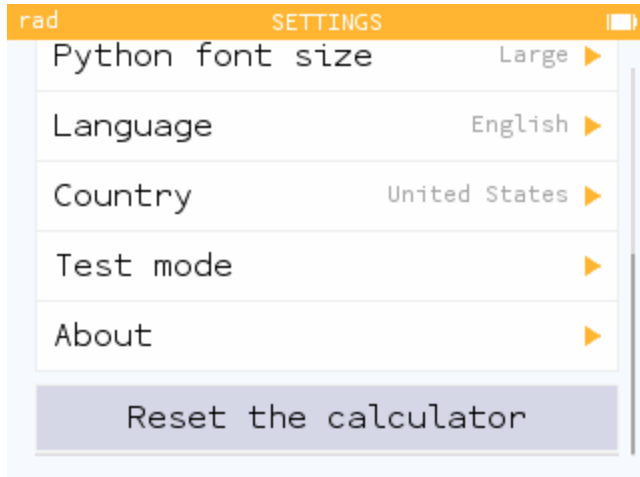 rad SETTINGS
Python font size Large
Language English
Country United States
Test mode
About
Reset the calculator